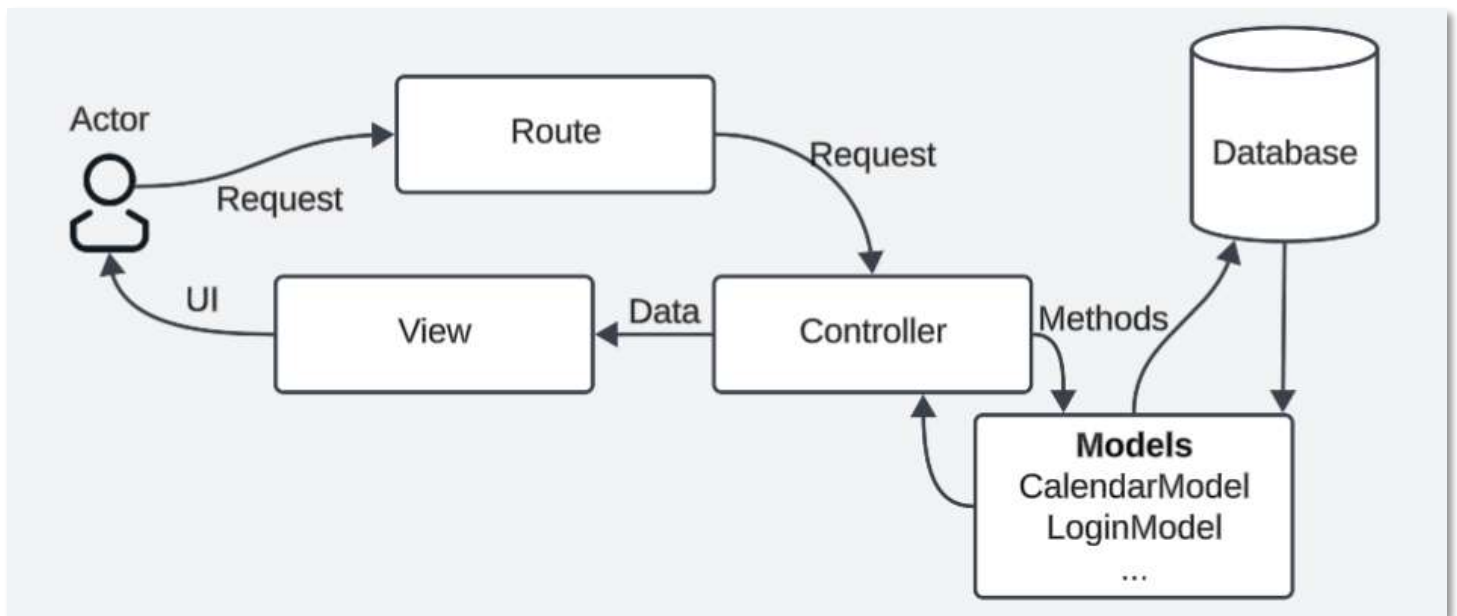 Actor
Route
Request
Request
Database
UI
View
Data
Controller
Methods
Models
CalendarModel
LoginModel
...